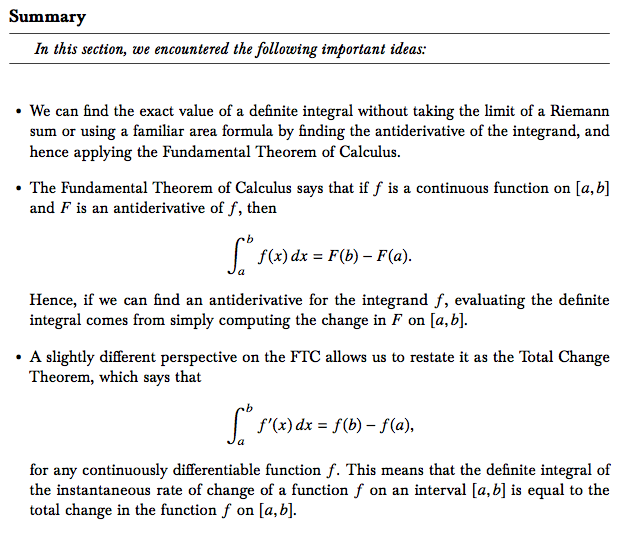 Summary
In this section, we encountered the following important ideas:
• We can find the exact value of a definite integral without taking the limit of a Riemann
sum or using a familiar area formula by finding the antiderivative of the integrand, and
hence applying the Fundamental Theorem of Calculus.
• The Fundamental Theorem of Calculus says that if f is a continuous function on [a,b]
and F is an antiderivative of f, then
∫_a^b f(x) dx = F(b) − F(a).
Hence, if we can find an antiderivative for the integrand f, evaluating the definite
integral comes from simply computing the change in F on [a,b].
• A slightly different perspective on the FTC allows us to restate it as the Total Change
Theorem, which says that
∫_a^b f′(x) dx = f(b) − f(a),
for any continuously differentiable function f. This means that the definite integral of
the instantaneous rate of change of a function f on an interval [a,b] is equal to the
total change in the function f on [a,b].